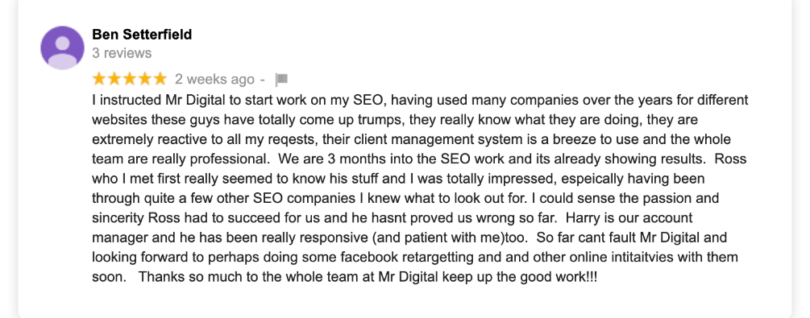 Ben Setterfield
3 reviews
★★★★★ 2 weeks ago -
I instructed Mr Digital to start work on my SEO, having used many companies over the years for different
websites these guys have totally come up trumps, they really know what they are doing, they are
extremely reactive to all my reqests, their client management system is a breeze to use and the whole
team are really professional.  We are 3 months into the SEO work and its already showing results.  Ross
who I met first really seemed to know his stuff and I was totally impressed, espeically having been
through quite a few other SEO companies I knew what to look out for. I could sense the passion and
sincerity Ross had to succeed for us and he hasnt proved us wrong so far.  Harry is our account
manager and he has been really responsive (and patient with me)too.  So far cant fault Mr Digital and
looking forward to perhaps doing some facebook retargetting and and other online intitaitvies with them
soon.   Thanks so much to the whole team at Mr Digital keep up the good work!!!